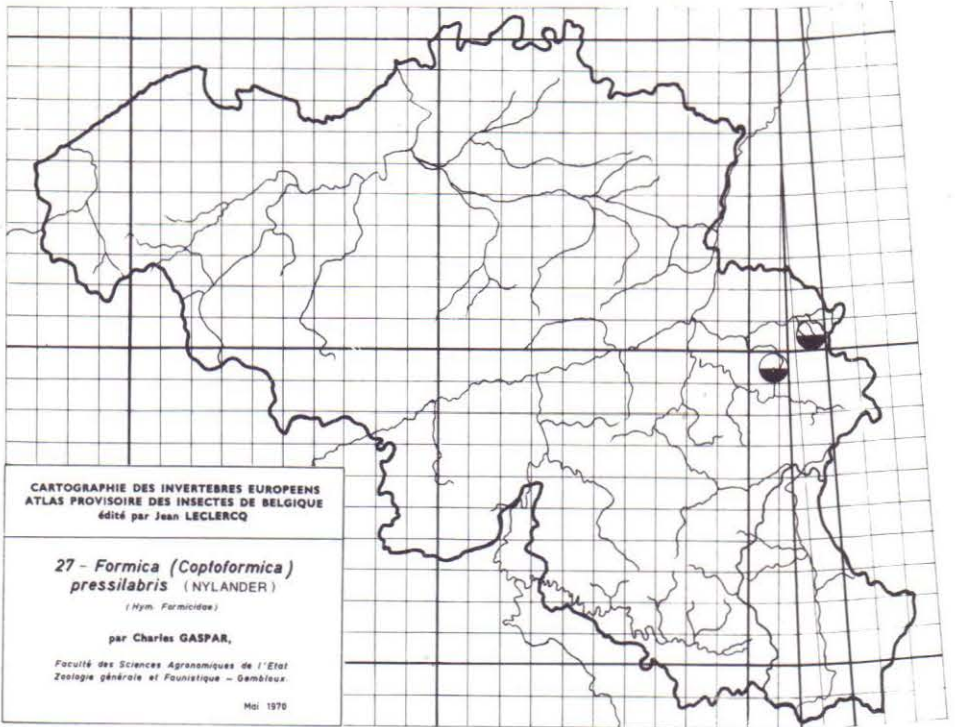 CARTOGRAPHIE DES INVERTEBRES EUROPEENS
ATLAS PROVISOIRE DES INSECTES DE BELGIQUE
édité par Jean LECLERCQ
27 - Formica (Coptoformica)
pressilabris (NYLANDER)
(Hym. Formicidae)
par Charles GASPAR,
Faculté des Sciences Agronomiques de l'Etat
Zoologie générale et Faunistique - Gembloux.
Mai 1970